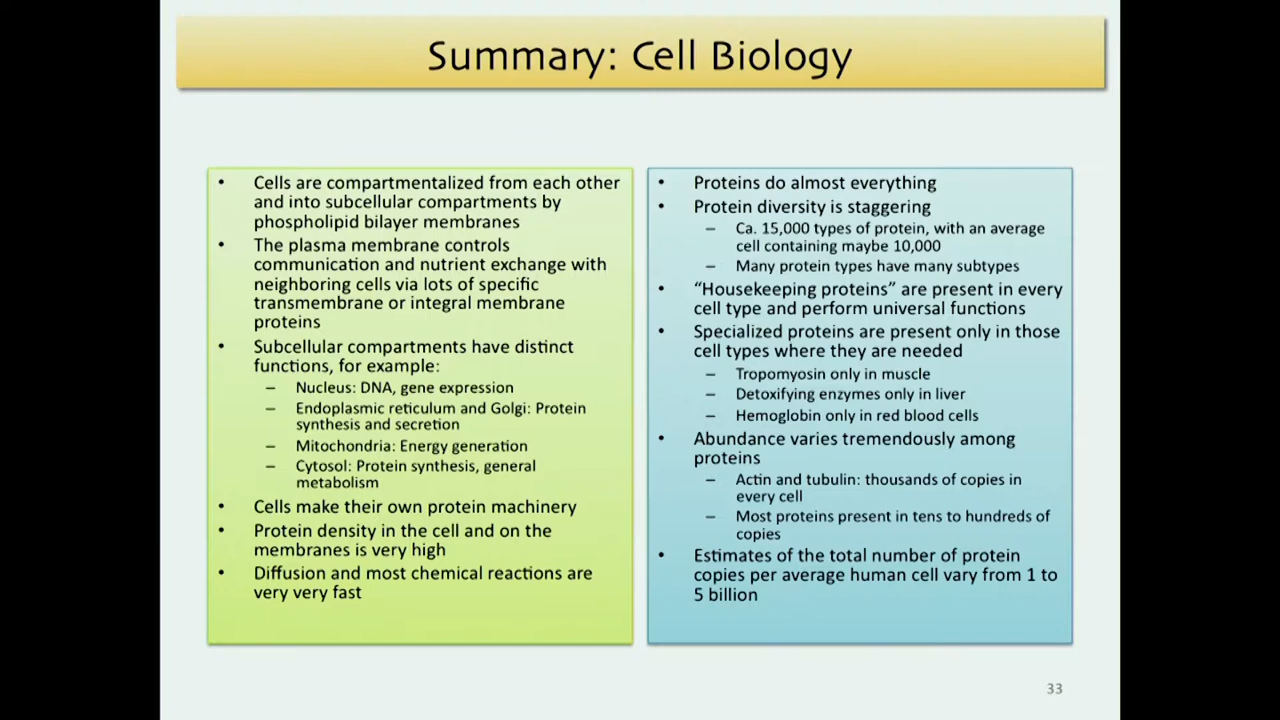 Summary: Cell Biology
• Cells are compartmentalized from each other
and into subcellular compartments by
phospholipid bilayer membranes
• The plasma membrane controls
communication and nutrient exchange with
neighboring cells via lots of specific
transmembrane or integral membrane
proteins
• Subcellular compartments have distinct
functions, for example:
– Nucleus: DNA, gene expression
– Endoplasmic reticulum and Golgi: Protein
synthesis and secretion
– Mitochondria: Energy generation
– Cytosol: Protein synthesis, general
metabolism
• Cells make their own protein machinery
• Protein density in the cell and on the
membranes is very high
• Diffusion and most chemical reactions are
very very fast
• Proteins do almost everything
• Protein diversity is staggering
– Ca. 15,000 types of protein, with an average
cell containing maybe 10,000
– Many protein types have many subtypes
• “Housekeeping proteins” are present in every
cell type and perform universal functions
• Specialized proteins are present only in those
cell types where they are needed
– Tropomyosin only in muscle
– Detoxifying enzymes only in liver
– Hemoglobin only in red blood cells
• Abundance varies tremendously among
proteins
– Actin and tubulin: thousands of copies in
every cell
– Most proteins present in tens to hundreds of
copies
• Estimates of the total number of protein
copies per average human cell vary from 1 to
5 billion
33